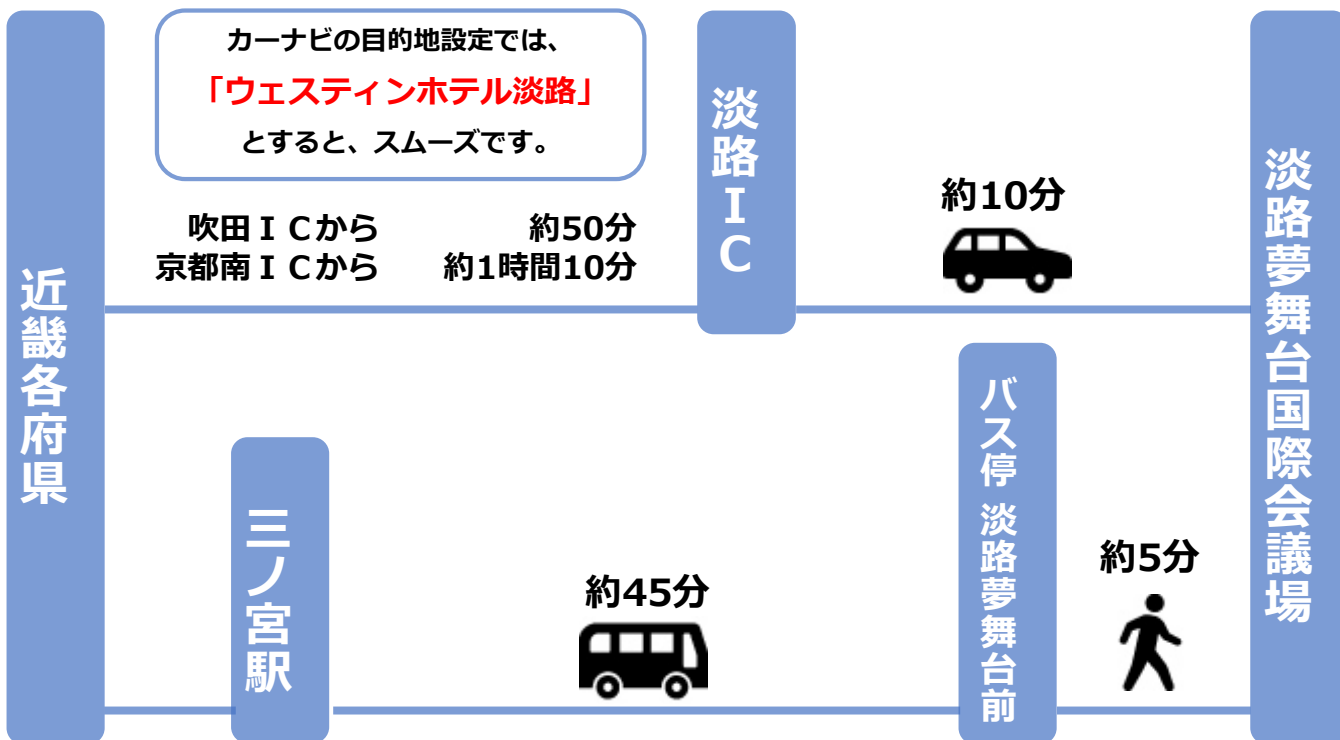 近畿各府県
カーナビの目的地設定では、
「ウェスティンホテル淡路」
とすると、スムーズです。
吹田ＩＣから 約50分
京都南ＩＣから 約1時間10分
淡路ＩＣ
約10分
淡路夢舞台国際会議場
三ノ宮駅
約45分
バス停 淡路夢舞台前
約5分